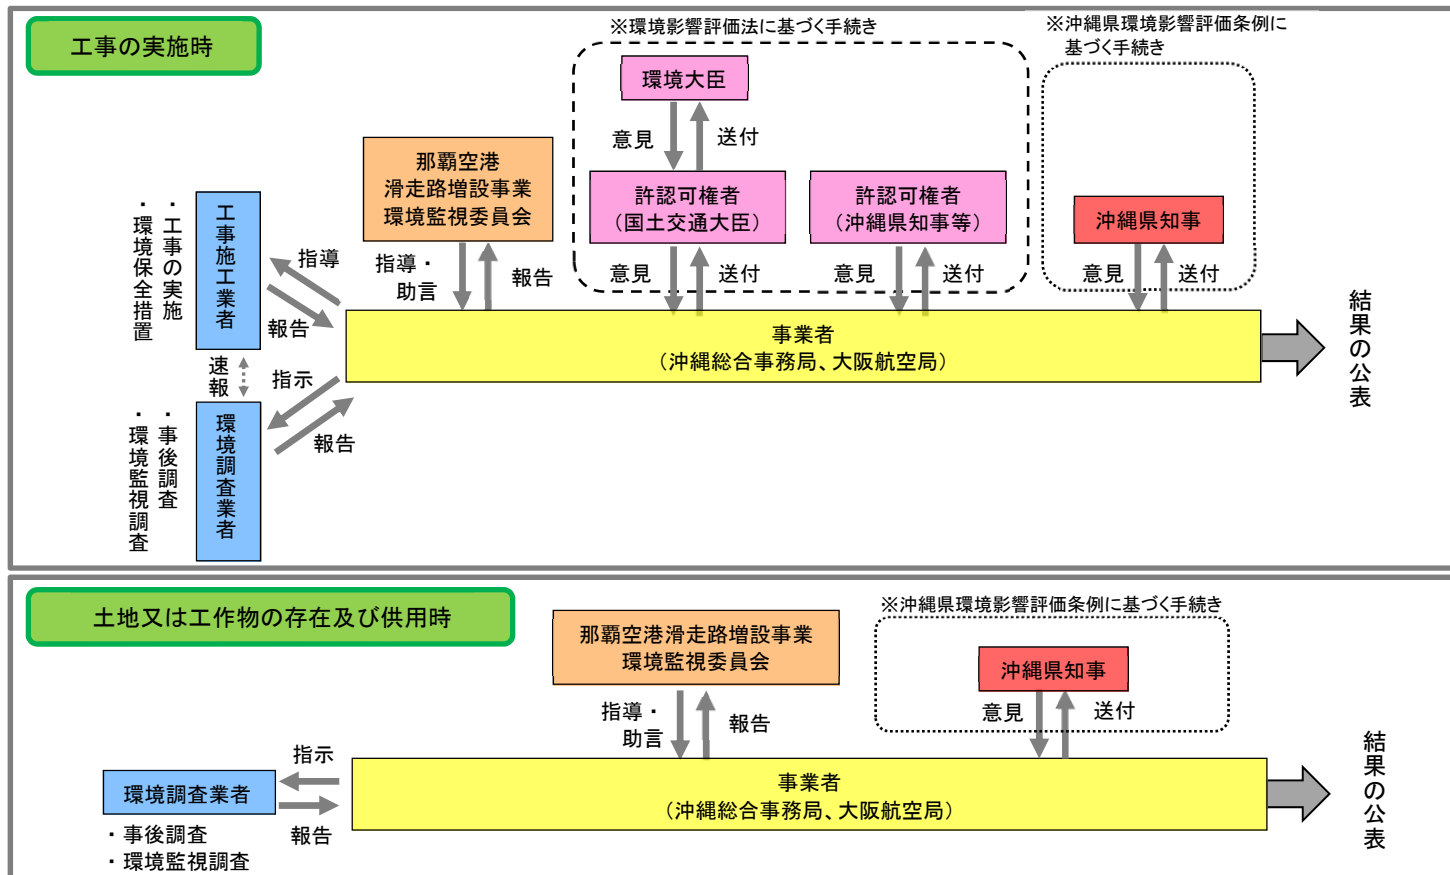 工事の実施時
※環境影響評価法に基づく手続き
※沖縄県環境影響評価条例に
基づく手続き
環境大臣
意見
送付
那覇空港
滑走路増設事業
環境監視委員会
許認可権者
(国土交通大臣)
許認可権者
(沖縄県知事等)
沖縄県知事
指導・
助言
報告
意見
送付
意見
送付
意見
送付
工事施工業者
・工事の実施
・環境保全措置
指導
報告
事業者
(沖縄総合事務局、大阪航空局)
結果の公表
速報
指示
報告
環境調査業者
・事後調査
・環境監視調査
土地又は工作物の存在及び供用時
那覇空港滑走路増設事業
環境監視委員会
※沖縄県環境影響評価条例に基づく手続き
沖縄県知事
指導・
助言
報告
意見
送付
指示
環境調査業者
報告
・事後調査
・環境監視調査
事業者
(沖縄総合事務局、大阪航空局)
結果の公表